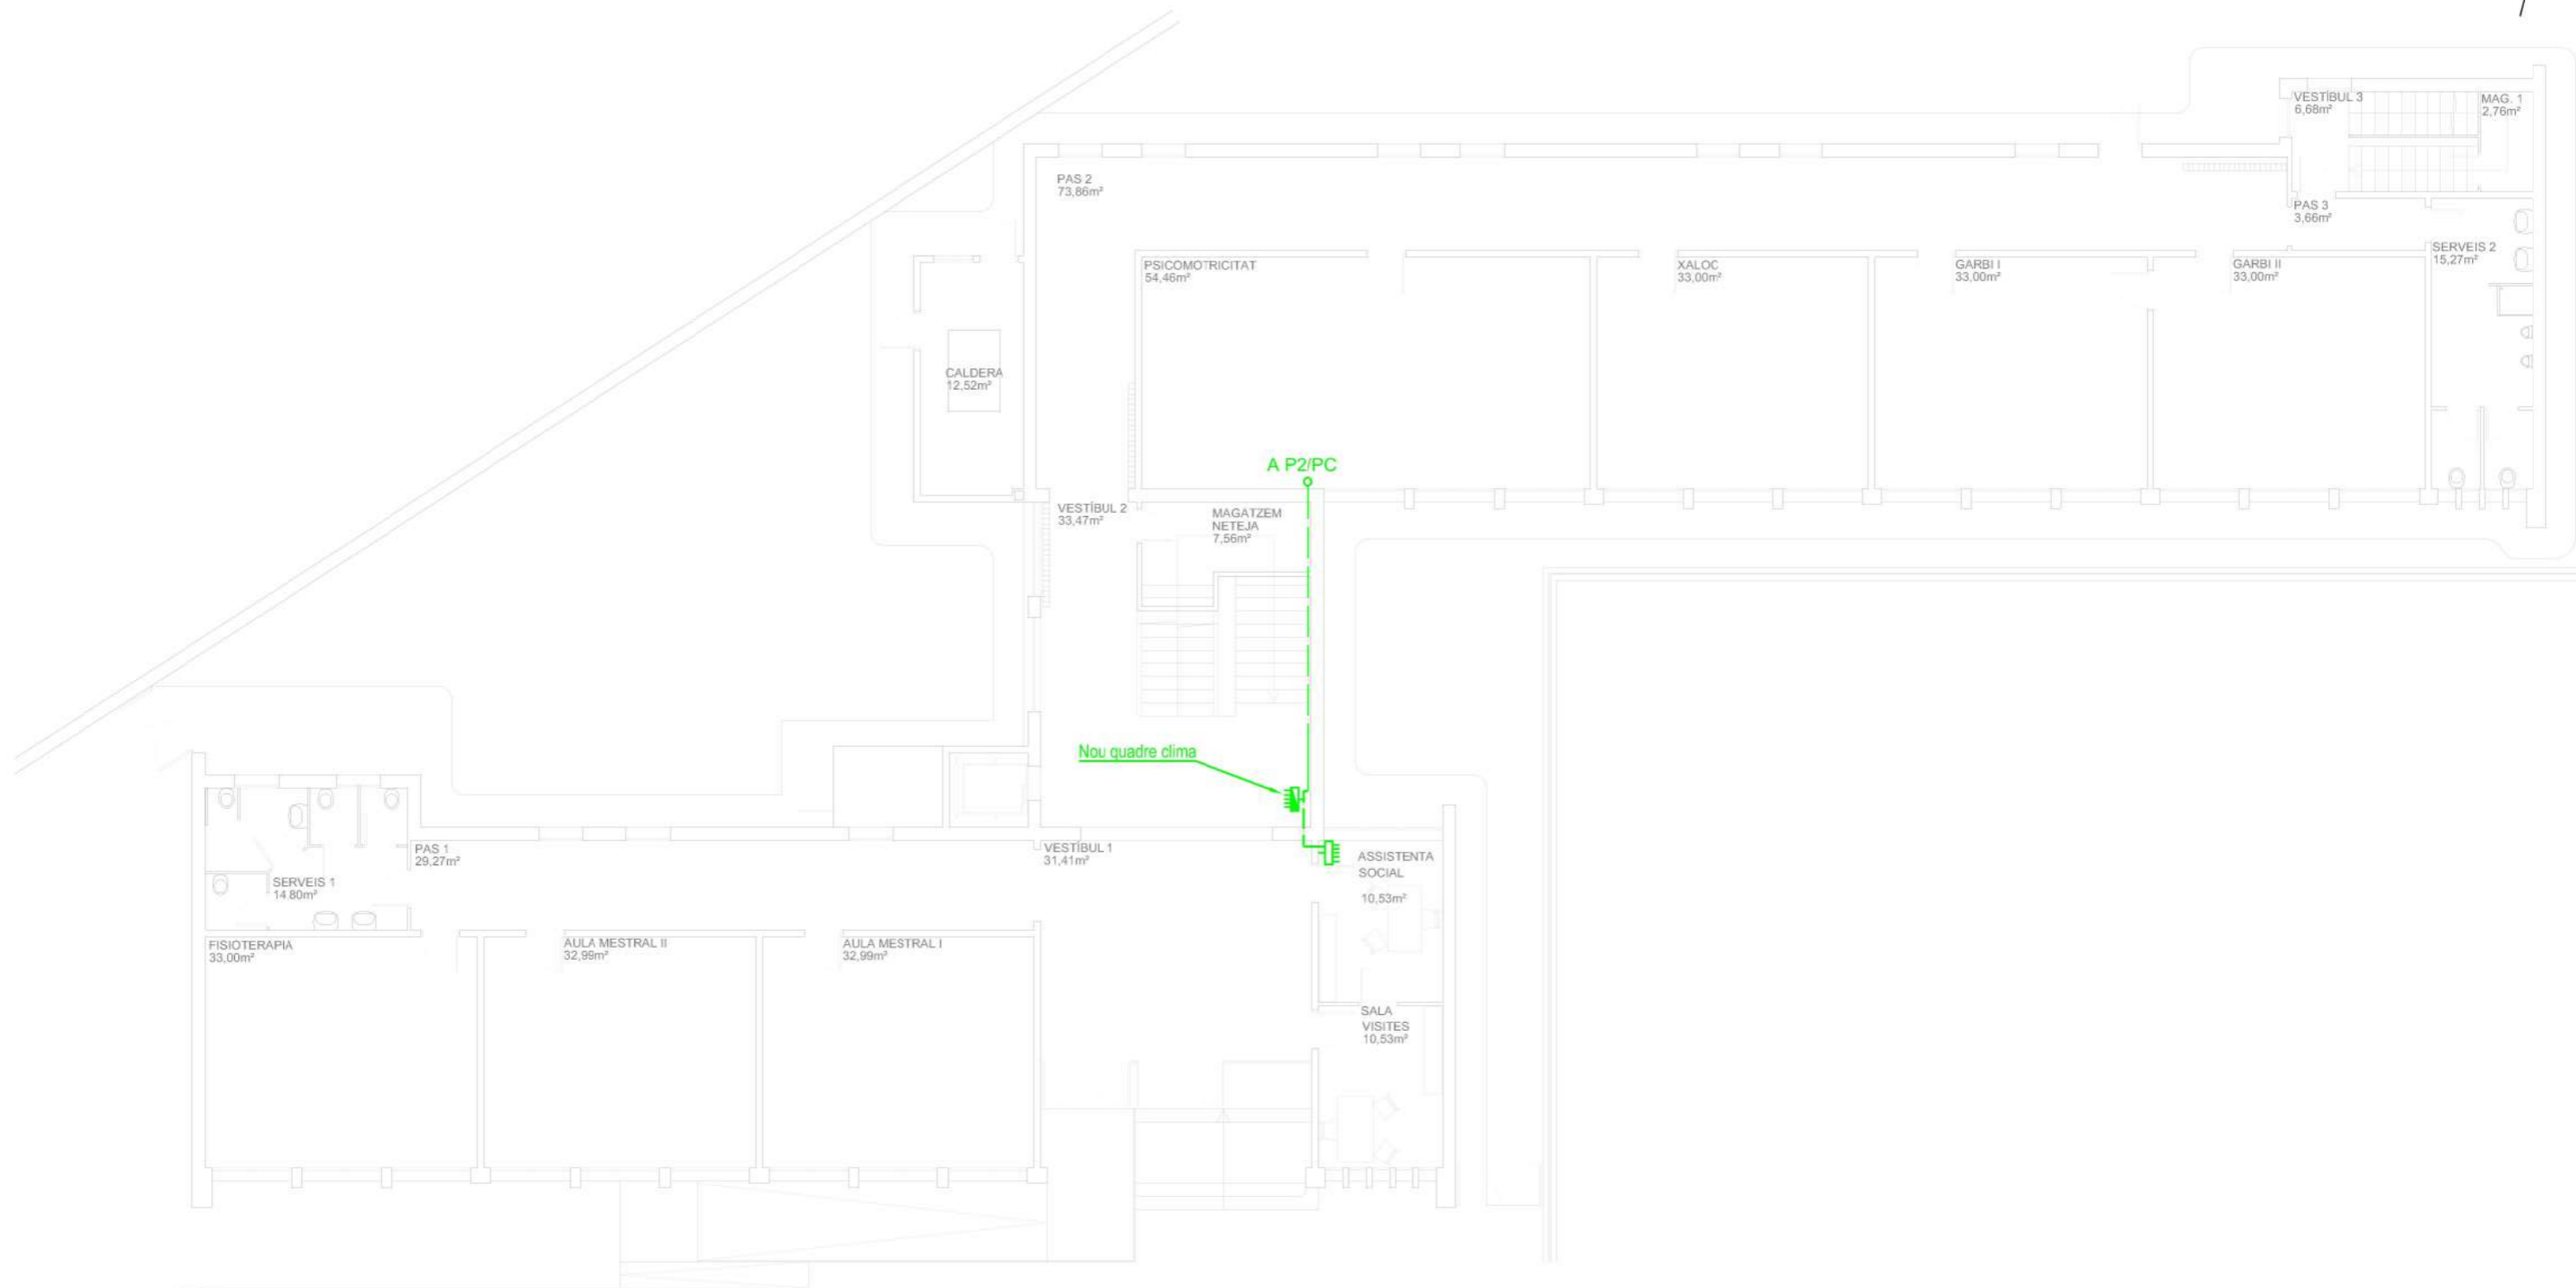 VESTÍBUL 3
6,68m²
MAG. 1
2,76m²
PAS 2
73,86m²
PAS 3
3,66m²
SERVEIS 2
15,27m²
PSICOMOTRICITAT
54,46m²
XALOC
33,00m²
GARBI I
33,00m²
GARBI II
33,00m²
CALDERA
12,52m²
A P2/PC
VESTÍBUL 2
33,47m²
MAGATZEM
NETEJA
7,56m²
Nou quadre clima
PAS 1
29,27m²
VESTÍBUL 1
31,41m²
ASSISTENTA
SOCIAL
10,53m²
SERVEIS 1
14.80m²
FISIOTERAPIA
33,00m²
AULA MESTRAL II
32,99m²
AULA MESTRAL I
32,99m²
SALA
VISITES
10,53m²